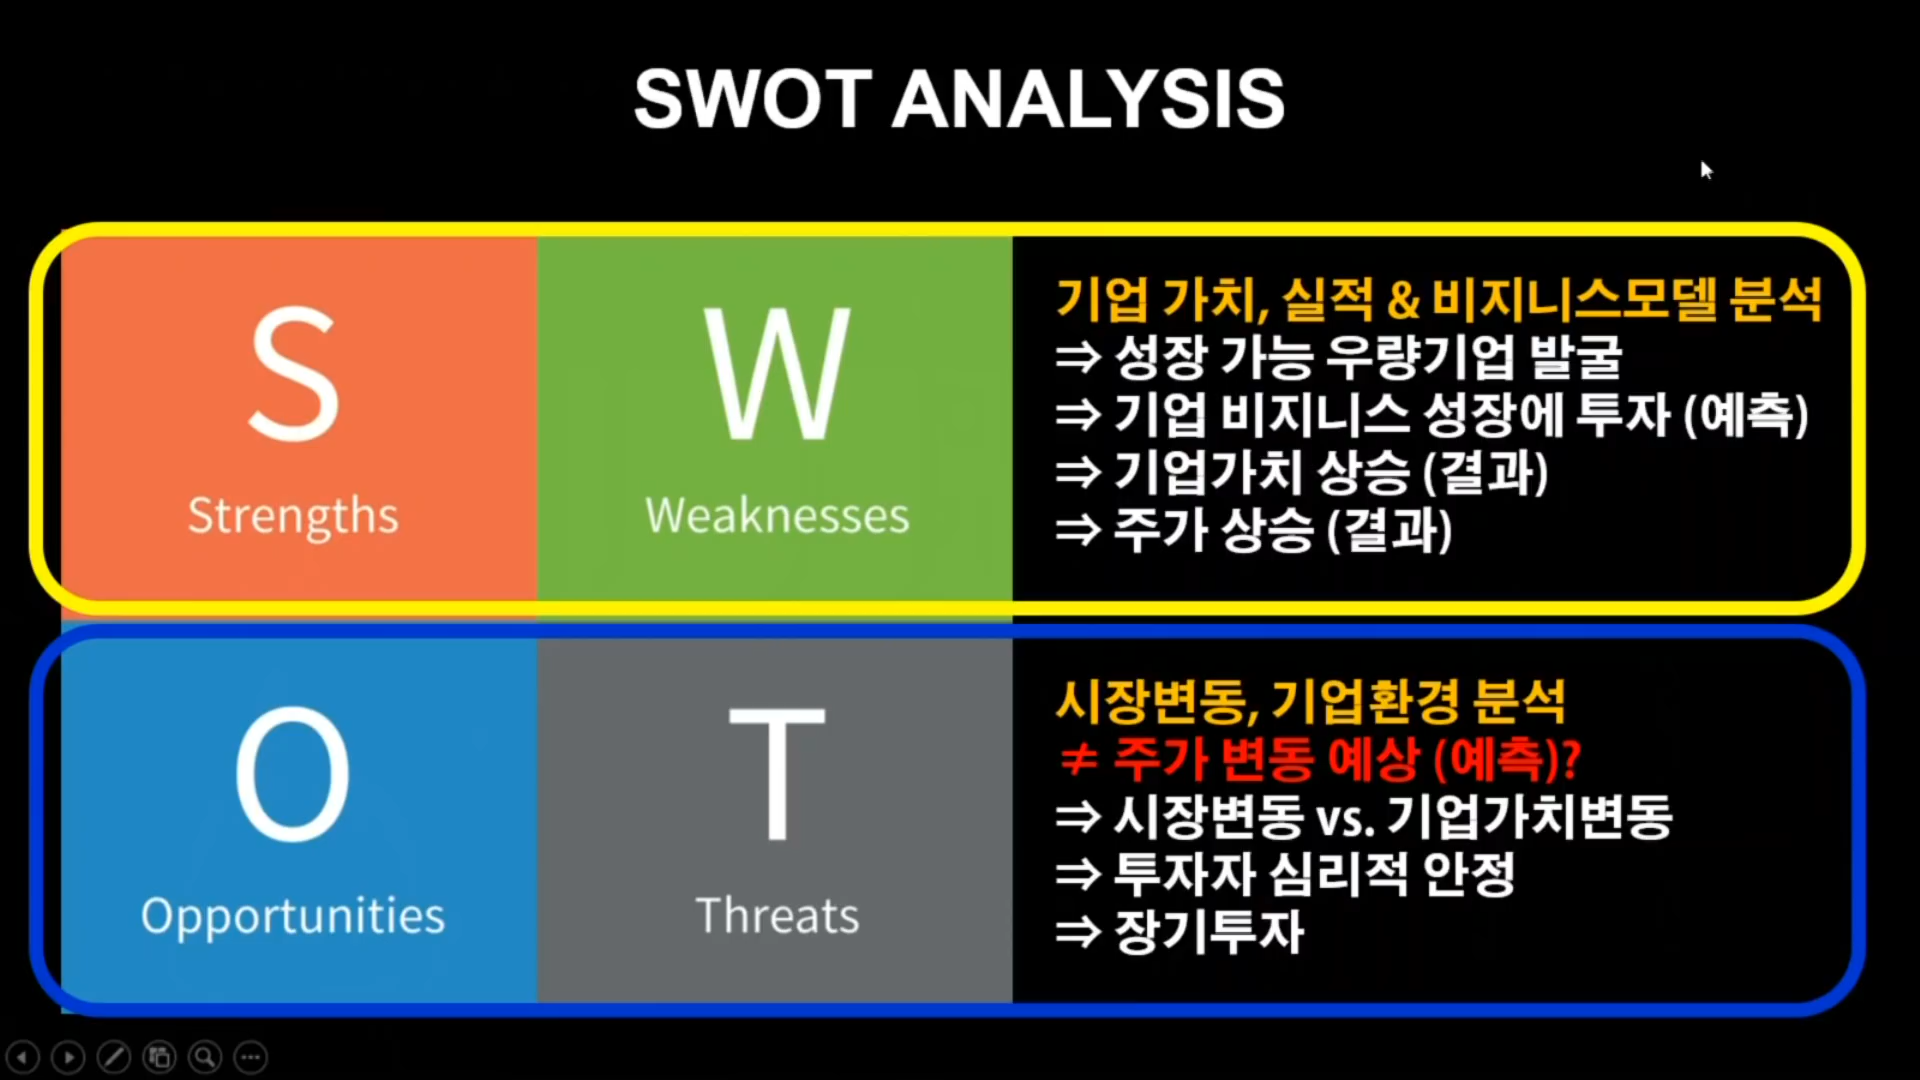 SWOT ANALYSIS
S
Strengths
W
Weaknesses
기업 가치, 실적 & 비지니스모델 분석
⇒ 성장 가능 우량기업 발굴
⇒ 기업 비지니스 성장에 투자 (예측)
⇒ 기업가치 상승 (결과)
⇒ 주가 상승 (결과)
O
Opportunities
T
Threats
시장변동, 기업환경 분석
≠ 주가 변동 예상 (예측)?
⇒ 시장변동 vs. 기업가치변동
⇒ 투자자 심리적 안정
⇒ 장기투자